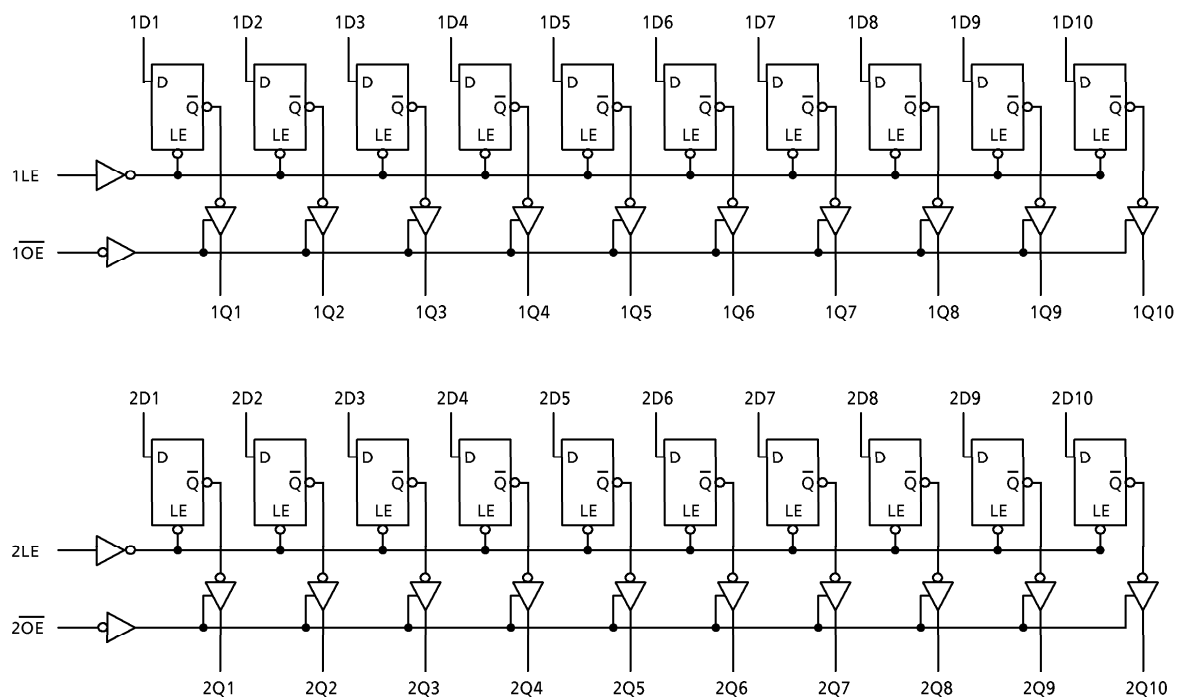 1D1 1D2 1D3 1D4 1D5 1D6 1D7 1D8 1D9 1D10
D D D D D D D D D D
Q̅ Q̅ Q̅ Q̅ Q̅ Q̅ Q̅ Q̅ Q̅ Q̅
LE LE LE LE LE LE LE LE LE LE
1LE
1O̅E̅
1Q1 1Q2 1Q3 1Q4 1Q5 1Q6 1Q7 1Q8 1Q9 1Q10
2D1 2D2 2D3 2D4 2D5 2D6 2D7 2D8 2D9 2D10
D D D D D D D D D D
Q̅ Q̅ Q̅ Q̅ Q̅ Q̅ Q̅ Q̅ Q̅ Q̅
LE LE LE LE LE LE LE LE LE LE
2LE
2O̅E̅
2Q1 2Q2 2Q3 2Q4 2Q5 2Q6 2Q7 2Q8 2Q9 2Q10